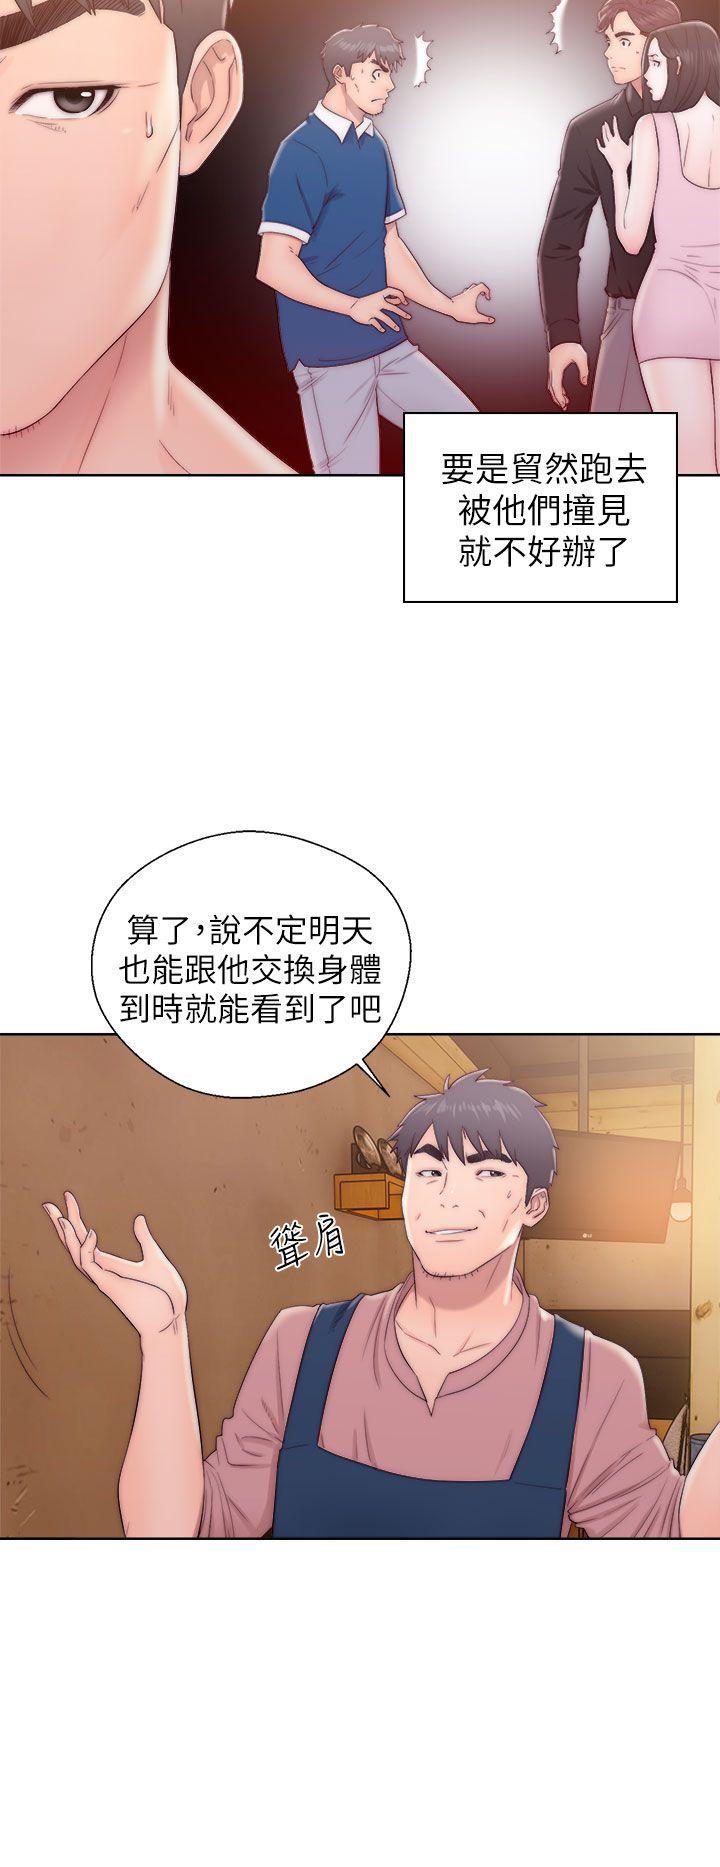 要是貿然跑去
被他們撞見
就不好辦了
算了,說不定明天
也能跟他交換身體
到時就能看到了吧
聳肩
LG